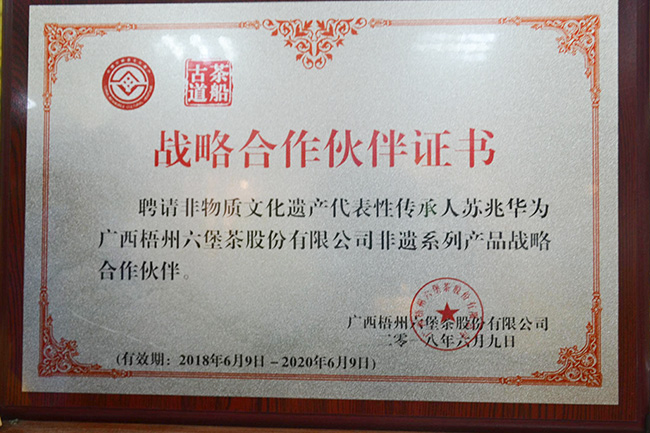 茶船古道
战略合作伙伴证书
聘请非物质文化遗产代表性传承人苏兆华为
广西梧州六堡茶股份有限公司非遗系列产品战略
合作伙伴。
广西梧州六堡茶股份有限公司
二零一八年六月九日
(有效期：2018年6月9日－2020年6月9日)